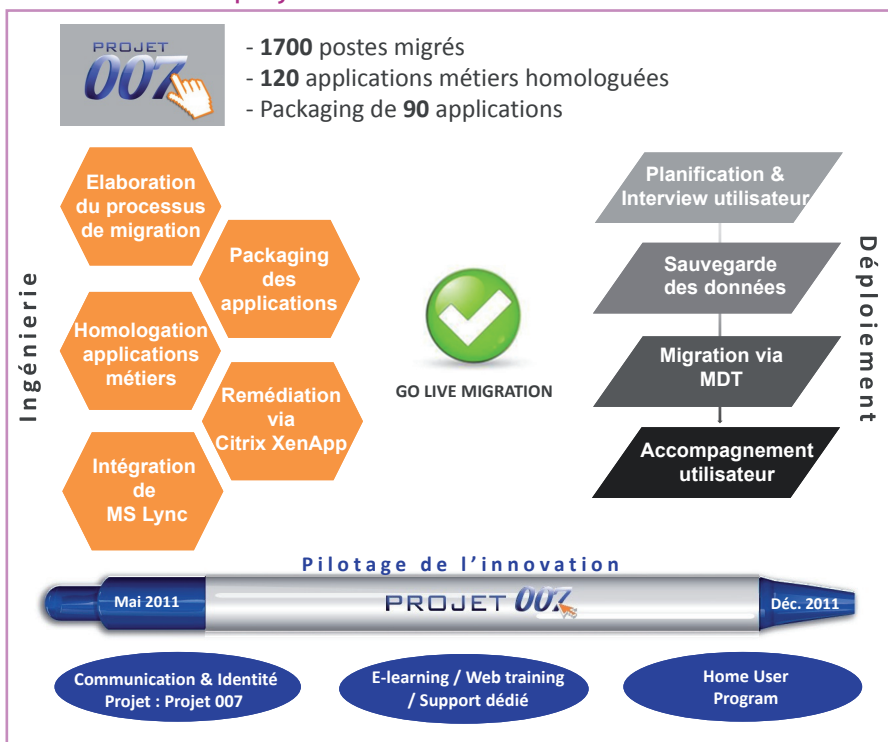 PROJET
007
- 1700 postes migrés
- 120 applications métiers homologuées
- Packaging de 90 applications
Ingénierie
Elaboration
du processus
de migration
Packaging
des
applications
Homologation
applications
métiers
Remédiation
via
Citrix XenApp
Intégration
de
MS Lync
GO LIVE MIGRATION
Planification &
Interview utilisateur
Sauvegarde
des données
Migration via
MDT
Accompagnement
utilisateur
Déploiement
Pilotage de l'innovation
Mai 2011
PROJET 007
Déc. 2011
Communication & Identité
Projet : Projet 007
E-learning / Web training
/ Support dédié
Home User
Program